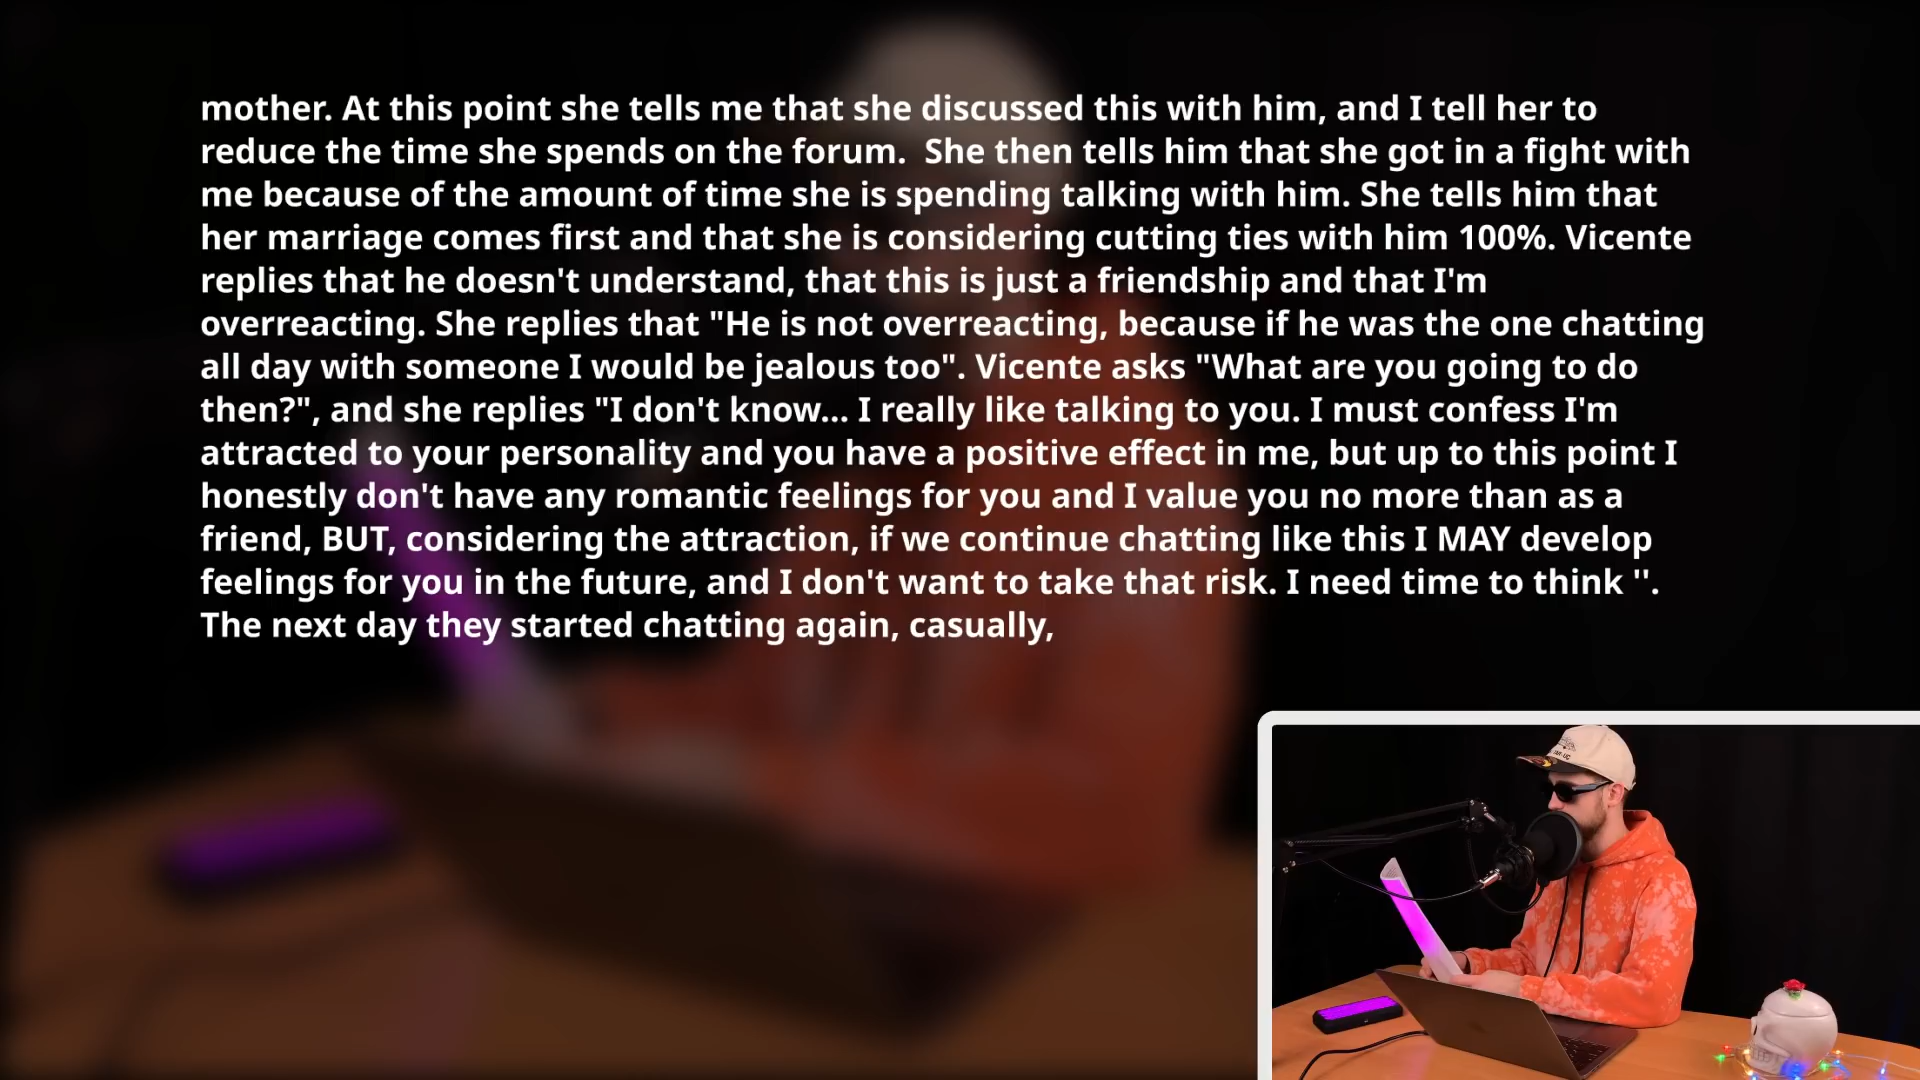 mother. At this point she tells me that she discussed this with him, and I tell her to
reduce the time she spends on the forum.  She then tells him that she got in a fight with
me because of the amount of time she is spending talking with him. She tells him that
her marriage comes first and that she is considering cutting ties with him 100%. Vicente
replies that he doesn't understand, that this is just a friendship and that I'm
overreacting. She replies that "He is not overreacting, because if he was the one chatting
all day with someone I would be jealous too". Vicente asks "What are you going to do
then?", and she replies "I don't know... I really like talking to you. I must confess I'm
attracted to your personality and you have a positive effect in me, but up to this point I
honestly don't have any romantic feelings for you and I value you no more than as a
friend, BUT, considering the attraction, if we continue chatting like this I MAY develop
feelings for you in the future, and I don't want to take that risk. I need time to think ''.
The next day they started chatting again, casually,